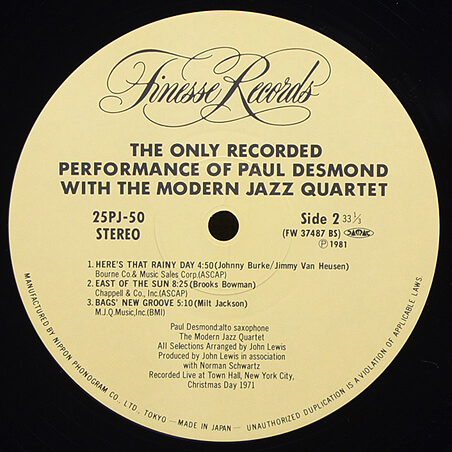 Finesse Records
THE ONLY RECORDED
PERFORMANCE OF PAUL DESMOND
WITH THE MODERN JAZZ QUARTET
25PJ-50
STEREO
Side 2 33 1/3
(FW 37487 BS)
Ⓟ 1981
1. HERE'S THAT RAINY DAY 4:50 (Johnny Burke/Jimmy Van Heusen)
Bourne Co.& Music Sales Corp.(ASCAP)
2. EAST OF THE SUN 8:25 (Brooks Bowman)
Chappell & Co., Inc.(ASCAP)
3. BAGS' NEW GROOVE 5:10 (Milt Jackson)
M.J.Q.Music,Inc.(BMI)
Paul Desmond:alto saxophone
The Modern Jazz Quartet
All Selections Arranged by John Lewis
Produced by John Lewis in association
with Norman Schwartz
Recorded Live at Town Hall, New York City,
Christmas Day 1971
MANUFACTURED BY NIPPON PHONOGRAM CO., LTD., TOKYO — MADE IN JAPAN — UNAUTHORIZED DUPLICATION IS A VIOLATION OF APPLICABLE LAWS.